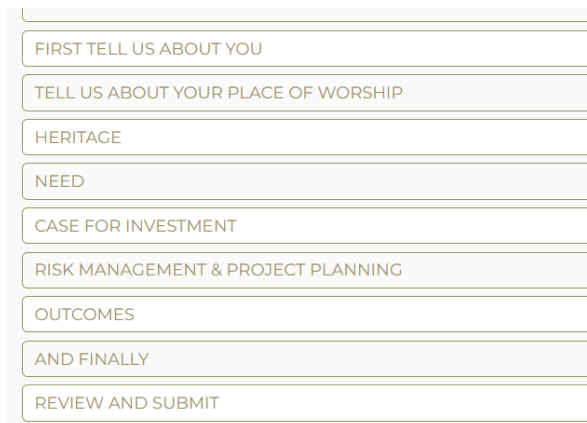 FIRST TELL US ABOUT YOU
TELL US ABOUT YOUR PLACE OF WORSHIP
HERITAGE
NEED
CASE FOR INVESTMENT
RISK MANAGEMENT & PROJECT PLANNING
OUTCOMES
AND FINALLY
REVIEW AND SUBMIT